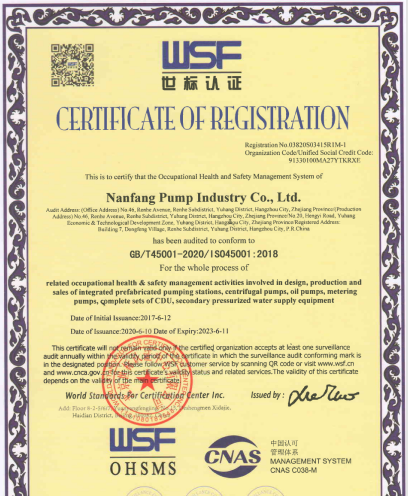 WSF
世标认证
CERTIFICATE OF REGISTRATION
Registration No.03820S03415R1M-1
Organization Code/Unified Social Credit Code:
91330100MA27YTKRXE
This is to certify that the Occupational Health and Safety Management System of
Nanfang Pump Industry Co., Ltd.
Audit Address: (Office Address) No.46, Renhe Avenue, Renhe Subdistrict, Yuhang District, Hangzhou City, Zhejiang Province/(Production
Address) No.46, Renhe Avenue, Renhe Subdistrict, Yuhang District, Hangzhou City, Zhejiang Province/No 20, Hengyi Road, Yuhang
Economic & Technological Development Zone, Yuhang District, Hangzhou City, Zhejiang Province/Registered Address:
Building 7, Dongfeng Village, Renhe Subdistrict, Yuhang District, Hangzhou City, P.R.China
has been audited to conform to
GB/T45001-2020/ISO45001:2018
For the whole process of
related occupational health & safety management activities involved in design, production and
sales of integrated prefabricated pumping stations, centrifugal pumps, oil pumps, metering
pumps, complete sets of CDU, secondary pressurized water supply equipment
Date of Initial Issuance:2017-6-12
Date of Issuance:2020-6-10 Date of Expiry:2023-6-11
This certificate will not remain valid only if the certified organization accepts at least one surveillance
audit annually within the validity period of the certificate in which the surveillance audit conforming mark is
in the designated position. Please follow WSF customer service by scanning QR code or visit www.wsf.cn
and www.cnca.gov.cn for this certificate's validity status and related services. The validity of this certificate
depends on the validity of the main certificate.
World Standards For Certification Center Inc.
Issued by :
Haidian District,
WSF
OHSMS
CNAS
中国认可
管理体系
MANAGEMENT SYSTEM
CNAS C038-M